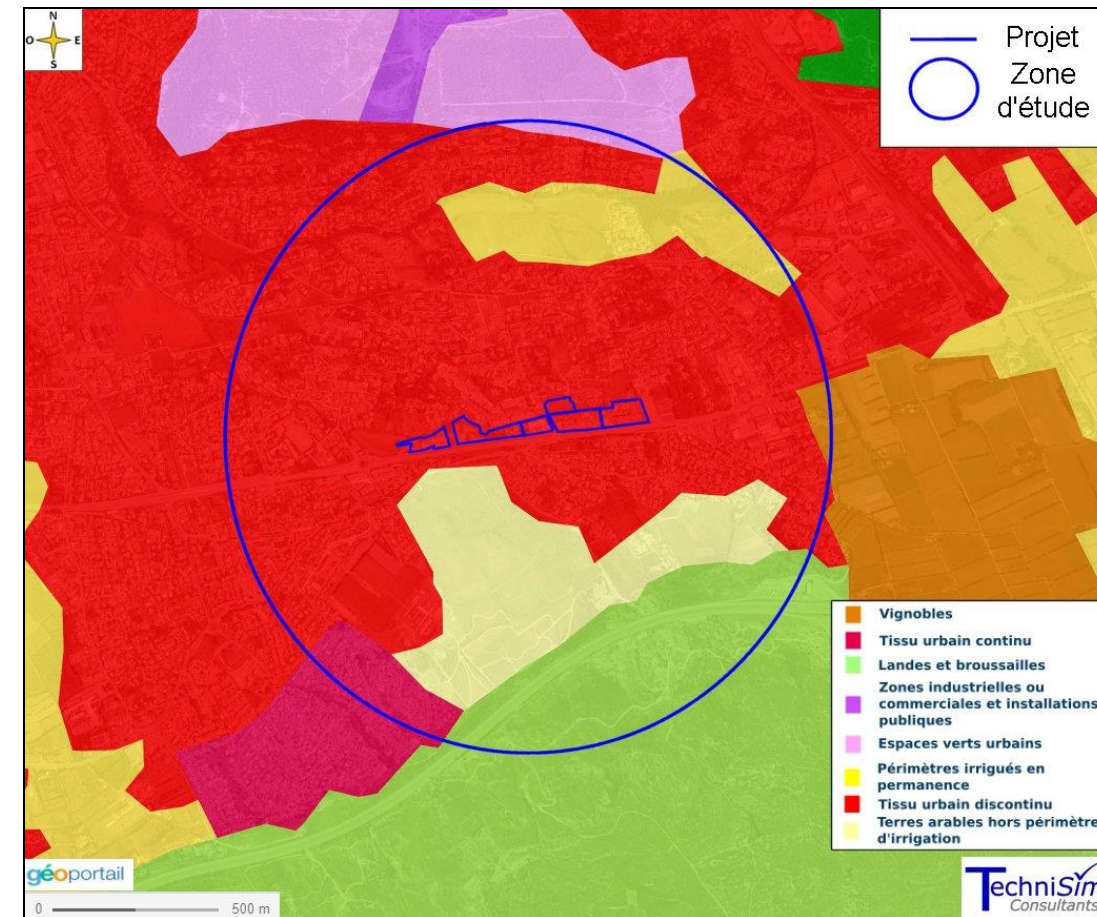 N
O E
S
Projet
Zone
d'étude
Vignobles
Tissu urbain continu
Landes et broussailles
Zones industrielles ou
commerciales et installations
publiques
Espaces verts urbains
Périmètres irrigués en
permanence
Tissu urbain discontinu
Terres arables hors périmètre
d'irrigation
géoportail
0 500 m
TechniSim
Consultants